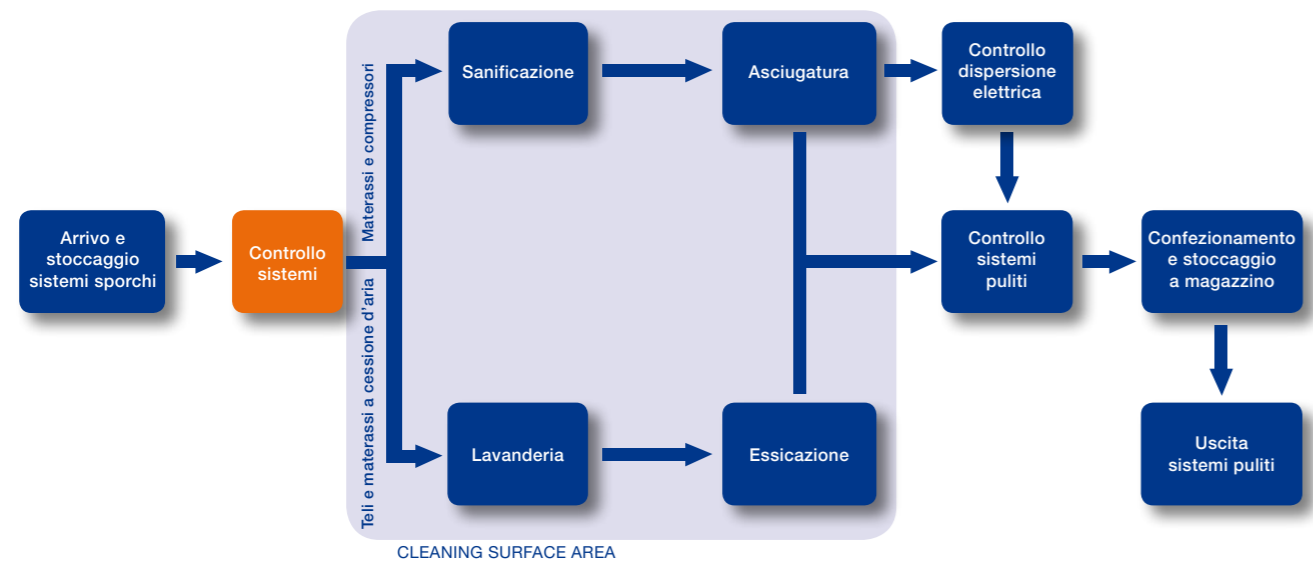 Sanificazione
Asciugatura
Controllo
dispersione
elettrica
Materassi e compressori
Arrivo e
stoccaggio
sistemi sporchi
Controllo
sistemi
Controllo
sistemi
puliti
Confezionamento
e stoccaggio
a magazzino
Teli e materassi a cessione d'aria
Lavanderia
Essicazione
Uscita
sistemi puliti
CLEANING SURFACE AREA